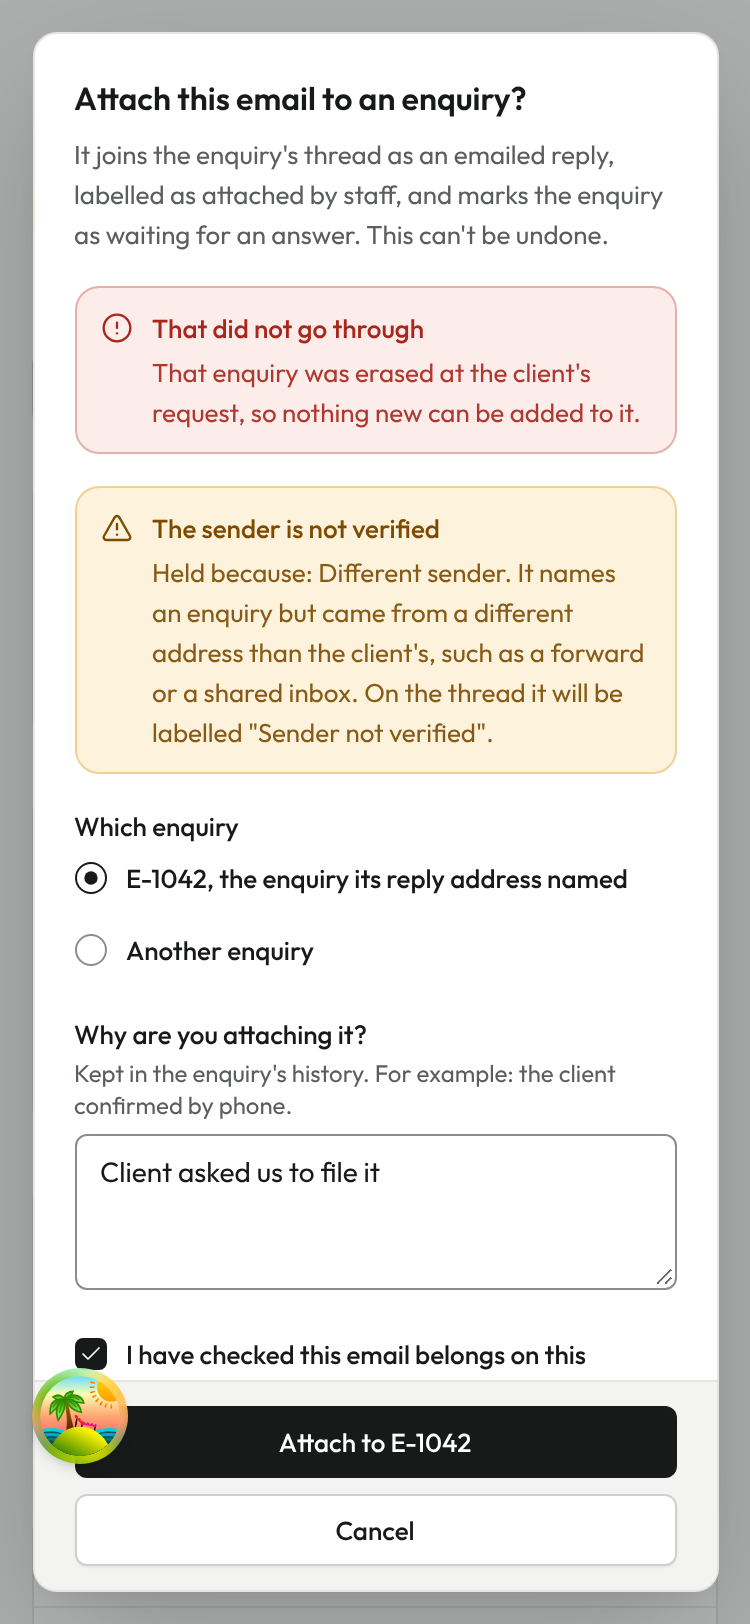 Attach this email to an enquiry?
It joins the enquiry's thread as an emailed reply,
labelled as attached by staff, and marks the enquiry
as waiting for an answer. This can't be undone.
That did not go through
That enquiry was erased at the client's
request, so nothing new can be added to it.
The sender is not verified
Held because: Different sender. It names
an enquiry but came from a different
address than the client's, such as a forward
or a shared inbox. On the thread it will be
labelled "Sender not verified".
Which enquiry
E-1042, the enquiry its reply address named
Another enquiry
Why are you attaching it?
Kept in the enquiry's history. For example: the client
confirmed by phone.
Client asked us to file it
I have checked this email belongs on this
Attach to E-1042
Cancel